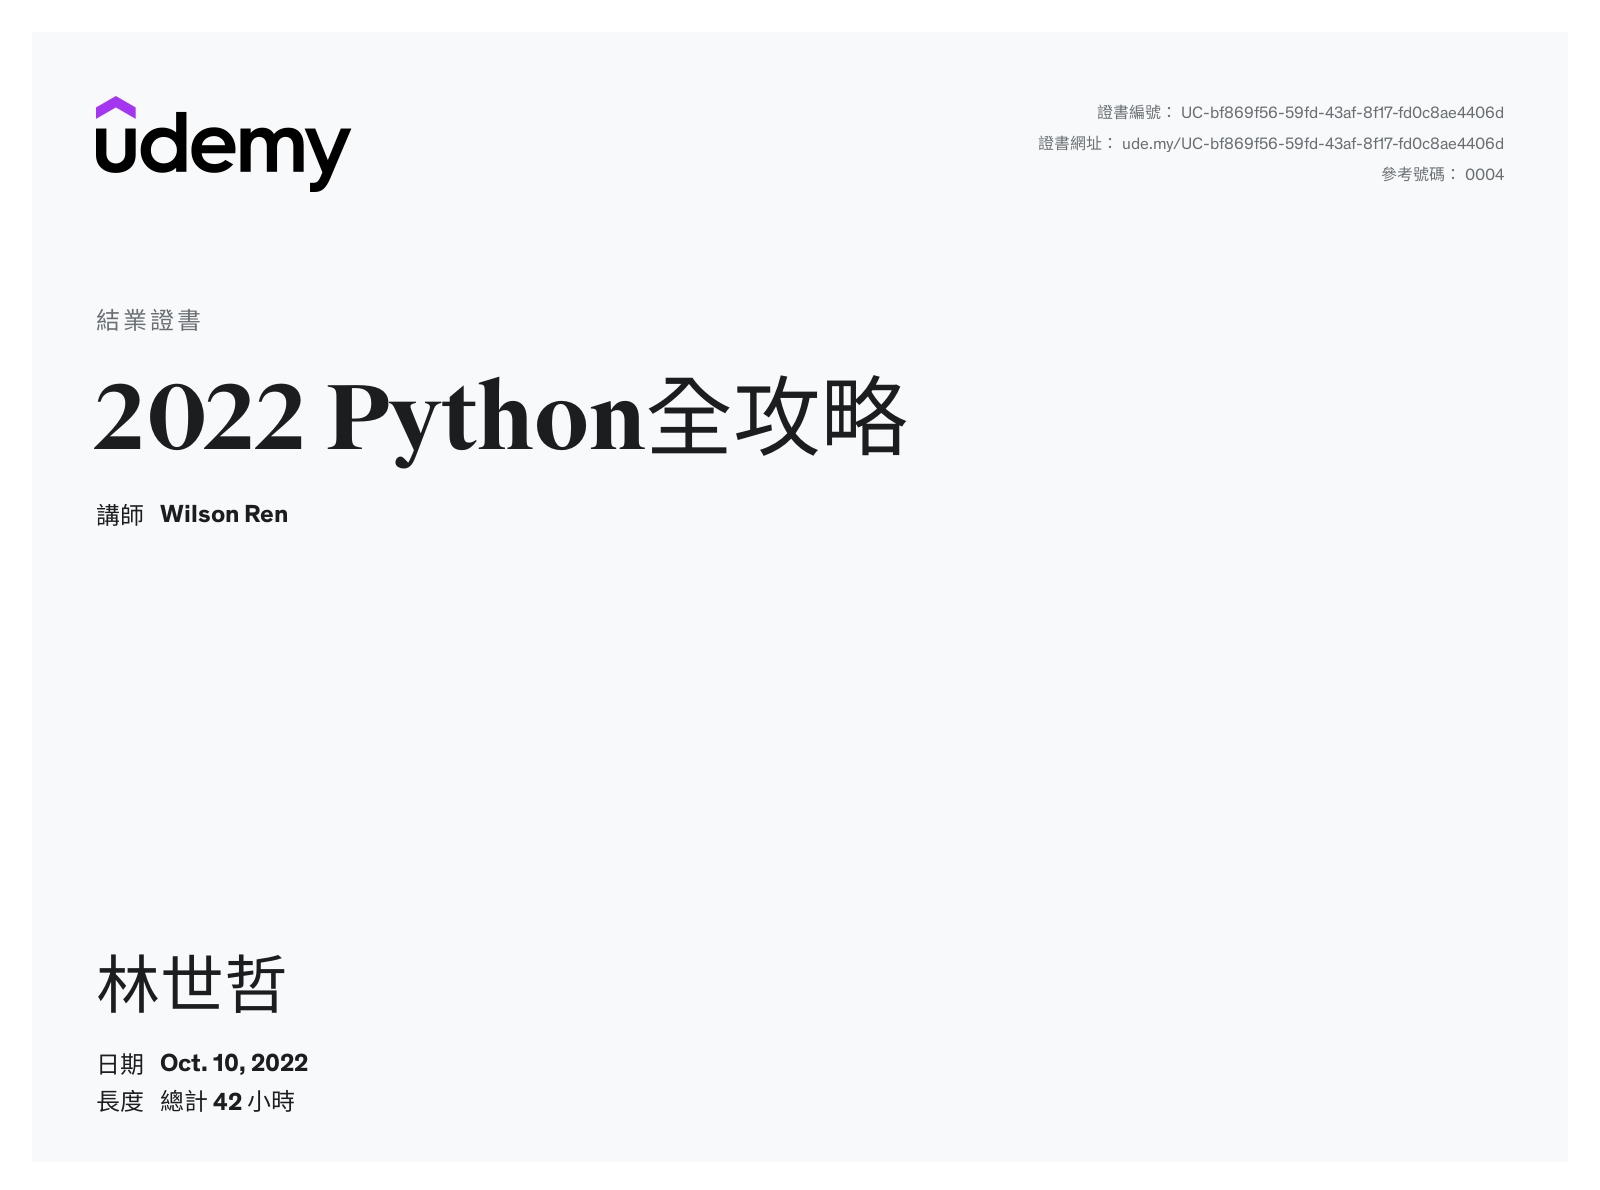 udemy
證書編號： UC-bf869f56-59fd-43af-8f17-fd0c8ae4406d
證書網址： ude.my/UC-bf869f56-59fd-43af-8f17-fd0c8ae4406d
參考號碼： 0004
結業證書
2022 Python全攻略
講師 Wilson Ren
林世哲
日期 Oct. 10, 2022
長度 總計 42 小時